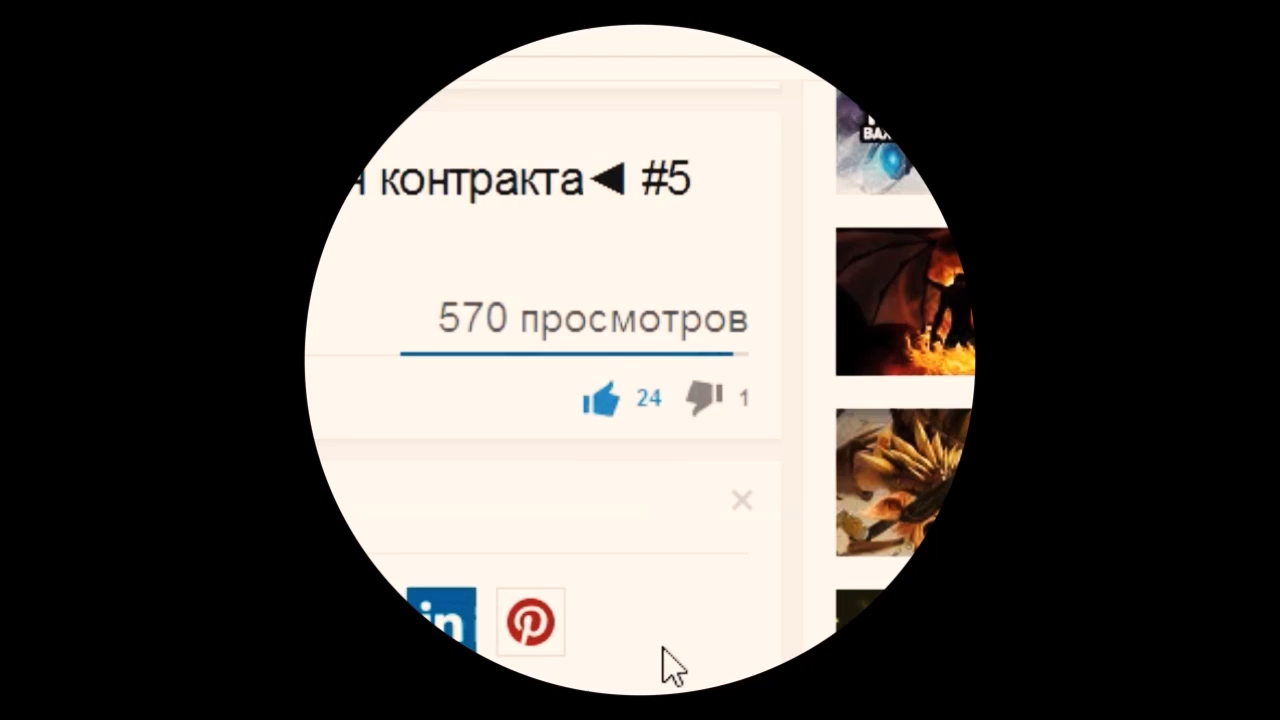 контракта◄ #5
570 просмотров
24 1
in